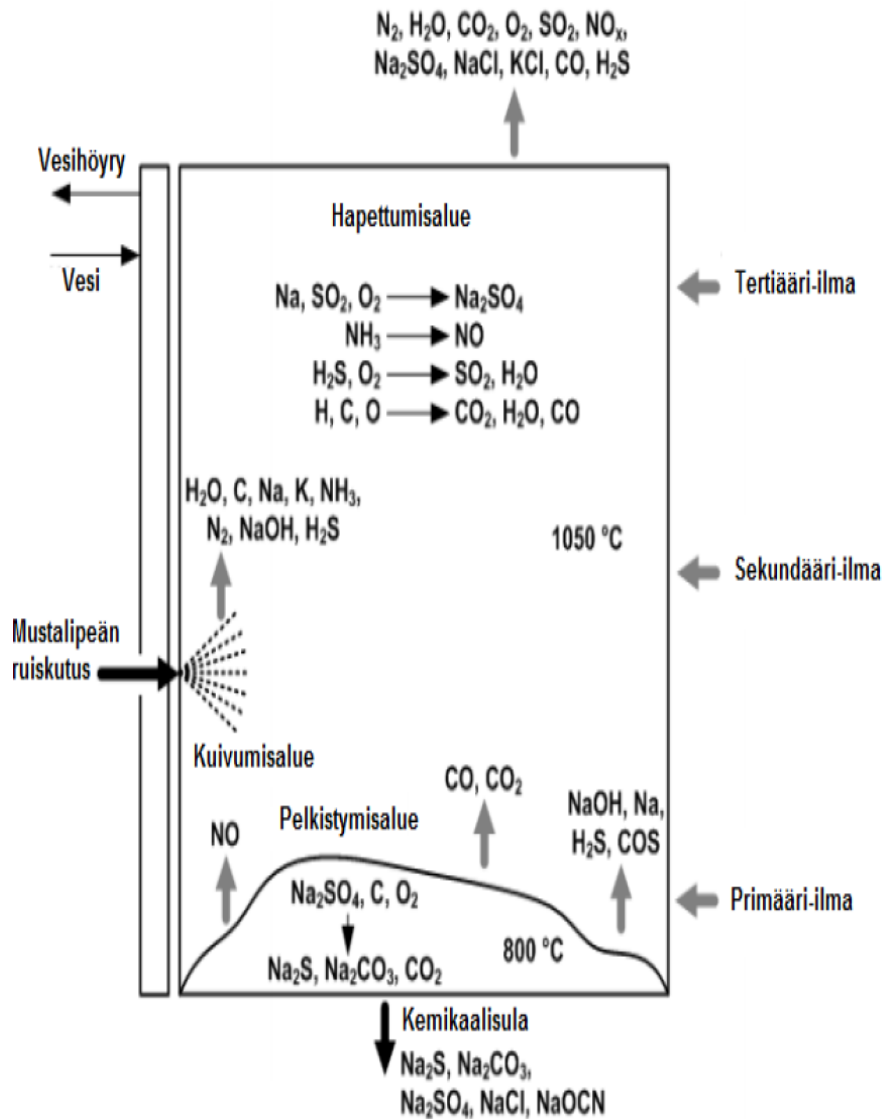 N₂, H₂O, CO₂, O₂, SO₂, NOₓ,
Na₂SO₄, NaCl, KCl, CO, H₂S
Vesihöyry
Vesi
Hapettumisalue
Na, SO₂, O₂ → Na₂SO₄
NH₃ → NO
H₂S, O₂ → SO₂, H₂O
H, C, O → CO₂, H₂O, CO
Tertiääri-ilma
H₂O, C, Na, K, NH₃,
N₂, NaOH, H₂S
1050 °C
Sekundääri-ilma
Mustalipeän
ruiskutus
Kuivumisalue
CO, CO₂
NaOH, Na,
H₂S, COS
Pelkistymisalue
NO
Na₂SO₄, C, O₂
Na₂S, Na₂CO₃, CO₂
800 °C
Primääri-ilma
Kemikaalisula
Na₂S, Na₂CO₃,
Na₂SO₄, NaCl, NaOCN